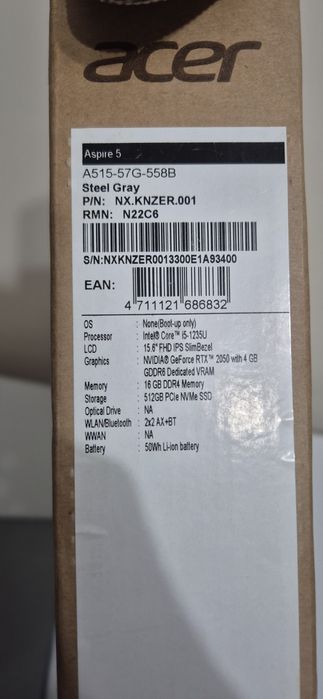 acer
Aspire 5
A515-57G-558B
Steel Gray
P/N: NX.KNZER.001
RMN: N22C6
S/N:NXKNZER0013300E1A93400
EAN:
4 711121 686832
OS : None(Boot-up only)
Processor : Intel® Core™ i5-1235U
LCD : 15.6" FHD IPS SlimBezel
Graphics : NVIDIA® GeForce RTX™ 2050 with 4 GB
GDDR6 Dedicated VRAM
Memory : 16 GB DDR4 Memory
Storage : 512GB PCIe NVMe SSD
Optical Drive : NA
WLAN/Bluetooth : 2x2 AX+BT
WWAN : NA
Battery : 50Wh Li-ion battery